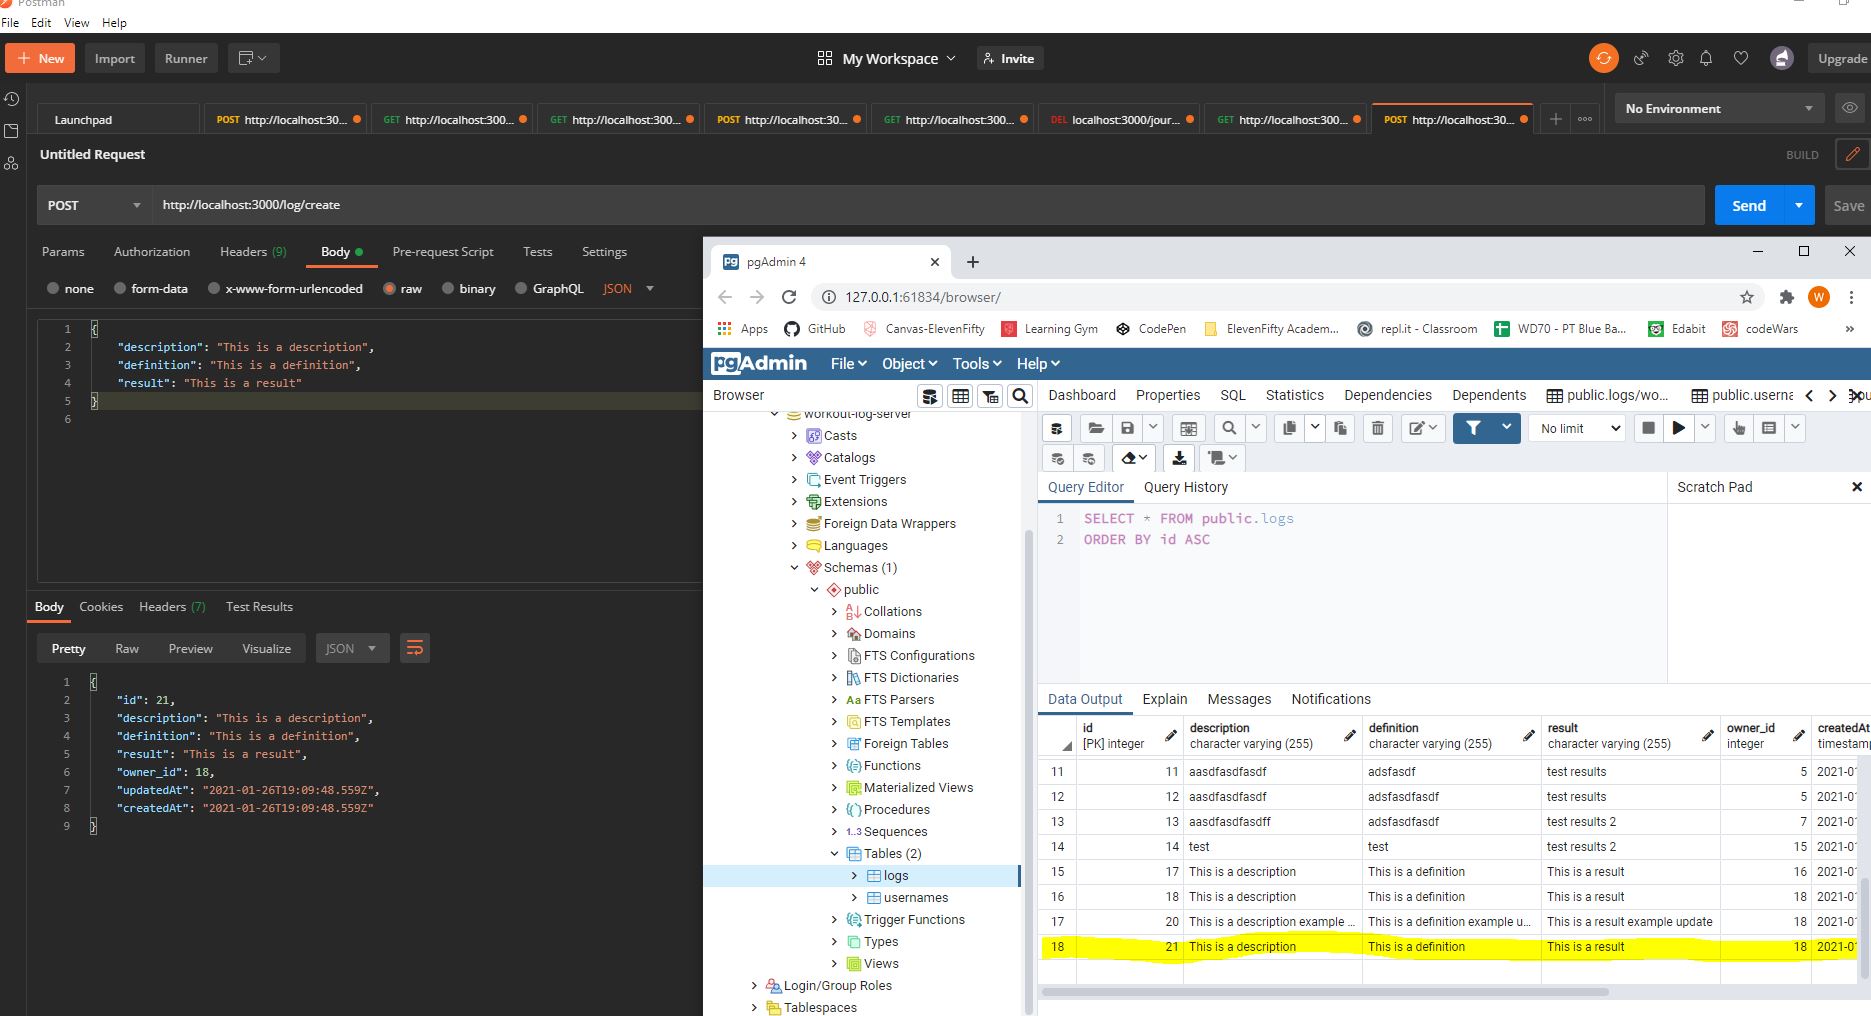 Postman
File Edit View Help
New Import Runner My Workspace Invite Upgrade
Launchpad POST http://localhost:30... GET http://localhost:300... GET http://localhost:300... POST http://localhost:30... GET http://localhost:300... DEL localhost:3000/jour... GET http://localhost:300... POST http://localhost:30... No Environment
Untitled Request BUILD
POST http://localhost:3000/log/create Send Save
Params Authorization Headers (9) Body Pre-request Script Tests Settings
none form-data x-www-form-urlencoded raw binary GraphQL JSON
1 {
2 "description": "This is a description",
3 "definition": "This is a definition",
4 "result": "This is a result"
5 }
6
Body Cookies Headers (7) Test Results
Pretty Raw Preview Visualize JSON
1 {
2 "id": 21,
3 "description": "This is a description",
4 "definition": "This is a definition",
5 "result": "This is a result",
6 "owner_id": 18,
7 "updatedAt": "2021-01-26T19:09:48.559Z",
8 "createdAt": "2021-01-26T19:09:48.559Z"
9 }
pgAdmin 4
127.0.0.1:61834/browser/ W
Apps GitHub Canvas-ElevenFifty Learning Gym CodePen ElevenFifty Academ... repl.it - Classroom WD70 - PT Blue Ba... Edabit codeWars »
pgAdmin File Object Tools Help
Browser
workout-log-server
Casts
Catalogs
Event Triggers
Extensions
Foreign Data Wrappers
Languages
Schemas (1)
public
Collations
Domains
FTS Configurations
FTS Dictionaries
FTS Parsers
FTS Templates
Foreign Tables
Functions
Materialized Views
Procedures
Sequences
Tables (2)
logs
usernames
Trigger Functions
Types
Views
Login/Group Roles
Tablespaces
Dashboard Properties SQL Statistics Dependencies Dependents public.logs/wo... public.userna
No limit
Query Editor Query History Scratch Pad
1 SELECT * FROM public.logs
2 ORDER BY id ASC
Data Output Explain Messages Notifications
id description definition result owner_id createdAt
[PK] integer character varying (255) character varying (255) character varying (255) integer timestamp
11 11 aasdfasdfasdf adsfasdf test results 5 2021-01
12 12 aasdfasdfasdf adsfasdfasdf test results 5 2021-01
13 13 aasdfasdfasdff adsfasdfasdf test results 2 7 2021-01
14 14 test test test results 2 15 2021-01
15 17 This is a description This is a definition This is a result 16 2021-01
16 18 This is a description This is a definition This is a result 18 2021-01
17 20 This is a description example ... This is a definition example u... This is a result example update 18 2021-01
18 21 This is a description This is a definition This is a result 18 2021-01